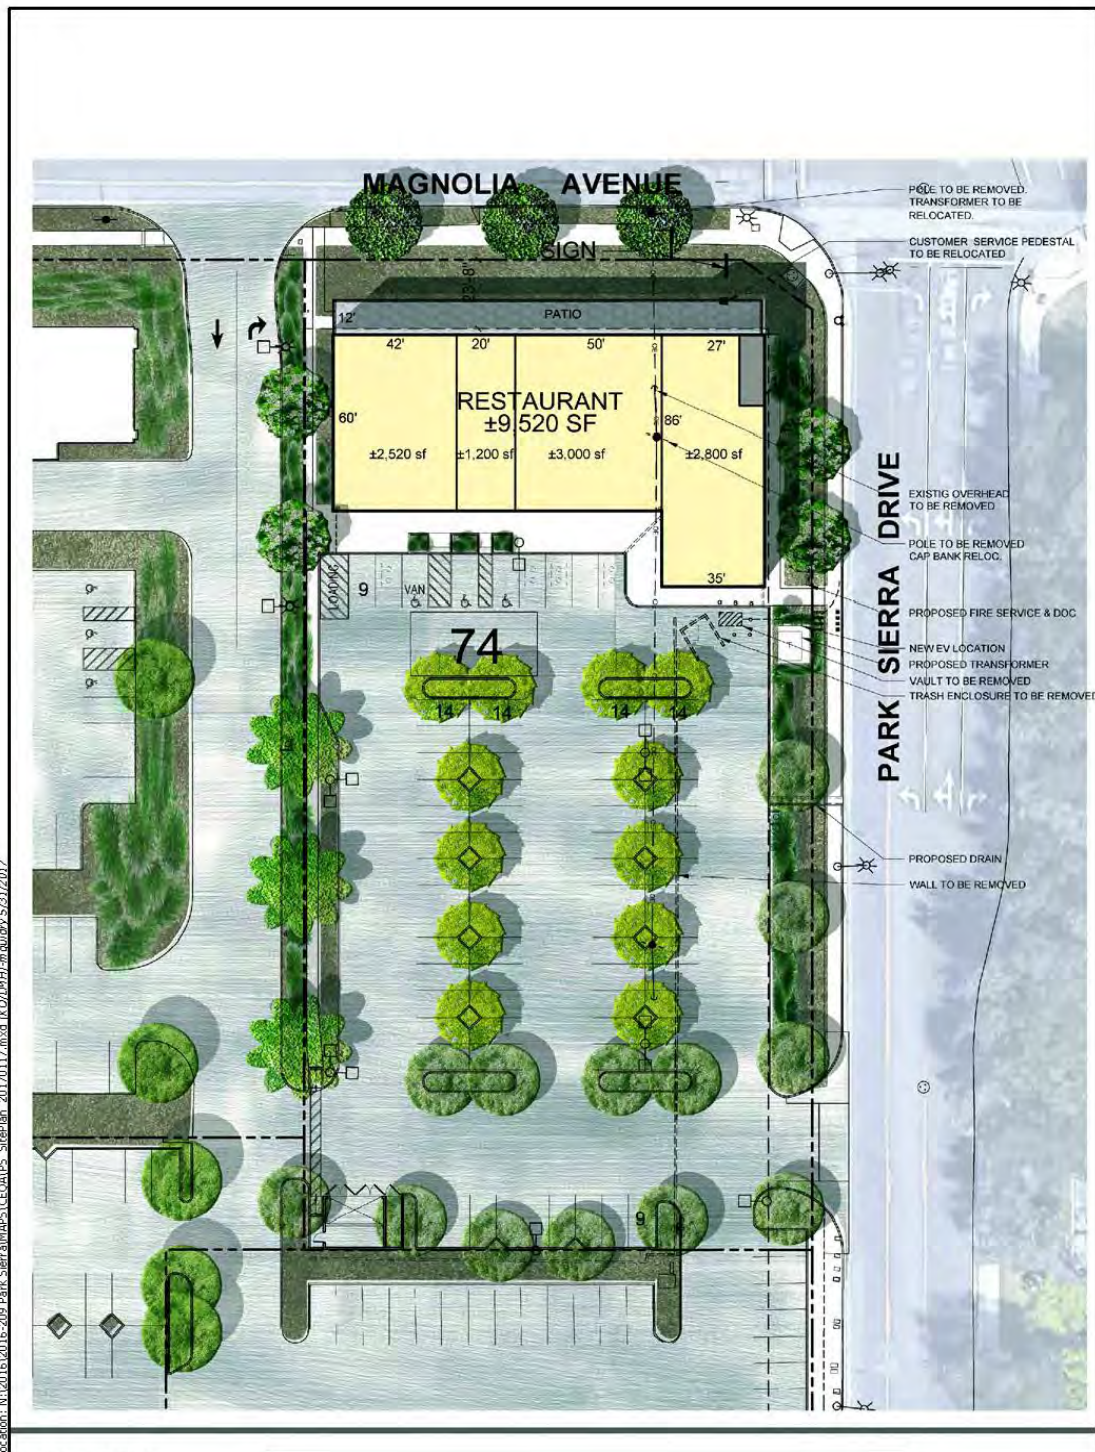 MAGNOLIA AVENUE
POLE TO BE REMOVED.
TRANSFORMER TO BE
RELOCATED.
CUSTOMER SERVICE PEDESTAL
TO BE RELOCATED
SIGN
23'-8"
PATIO
12'
42'
20'
50'
27'
RESTAURANT
±9,520 SF
60'
86'
±2,520 sf
±1,200 sf
±3,000 sf
±2,800 sf
EXISTIG OVERHEAD
TO BE REMOVED
POLE TO BE REMOVED
CAP BANK RELOC.
PARK SIERRA DRIVE
35'
LOADING
9
VAN
PROPOSED FIRE SERVICE & DOC
74
NEW EV LOCATION
PROPOSED TRANSFORMER
VAULT TO BE REMOVED
TRASH ENCLOSURE TO BE REMOVED
14
14
14
14
PROPOSED DRAIN
WALL TO BE REMOVED
9